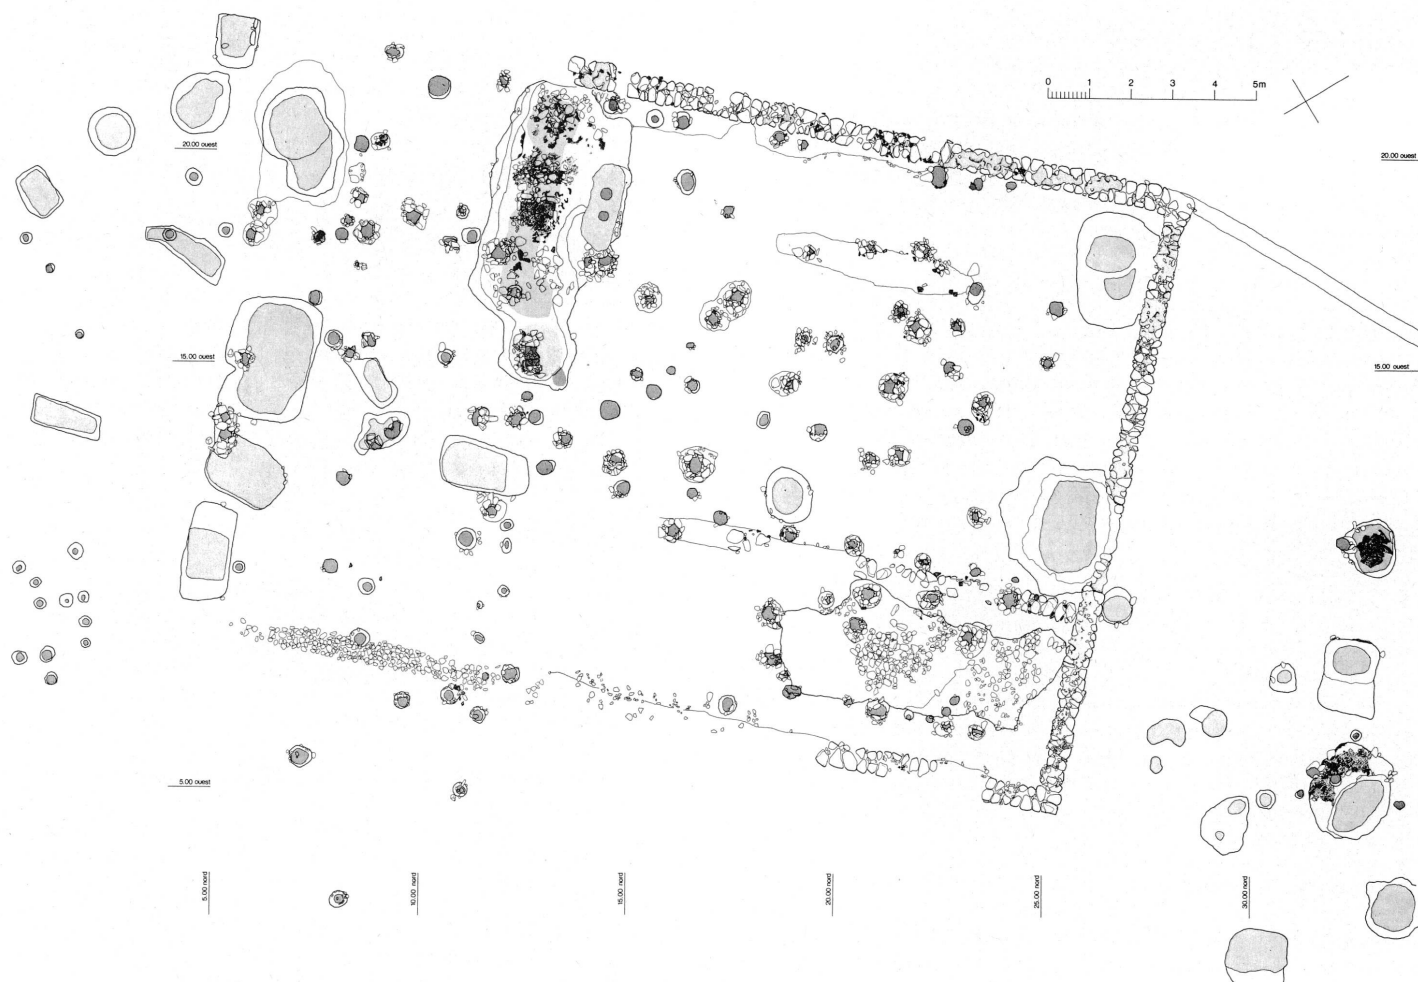 0 1 2 3 4 5m
20.00 ouest
20.00 ouest
15.00 ouest
15.00 ouest
5.00 ouest
5.00 nord
10.00 nord
15.00 nord
20.00 nord
25.00 nord
30.00 nord